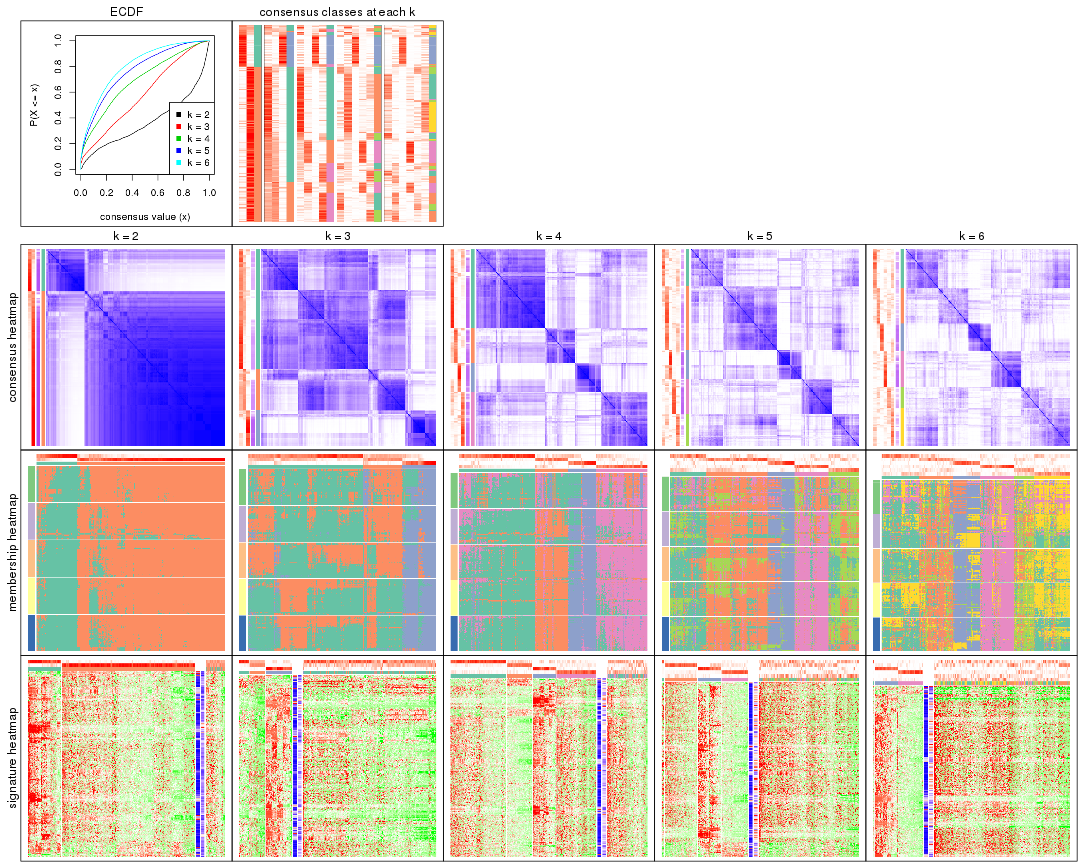 ECDF
consensus classes at each k
P(X <= x)
0.0 0.2 0.4 0.6 0.8 1.0
k = 2
k = 3
k = 4
k = 5
k = 6
0.0 0.2 0.4 0.6 0.8 1.0
consensus value (x)
k = 2
k = 3
k = 4
k = 5
k = 6
consensus heatmap
membership heatmap
signature heatmap